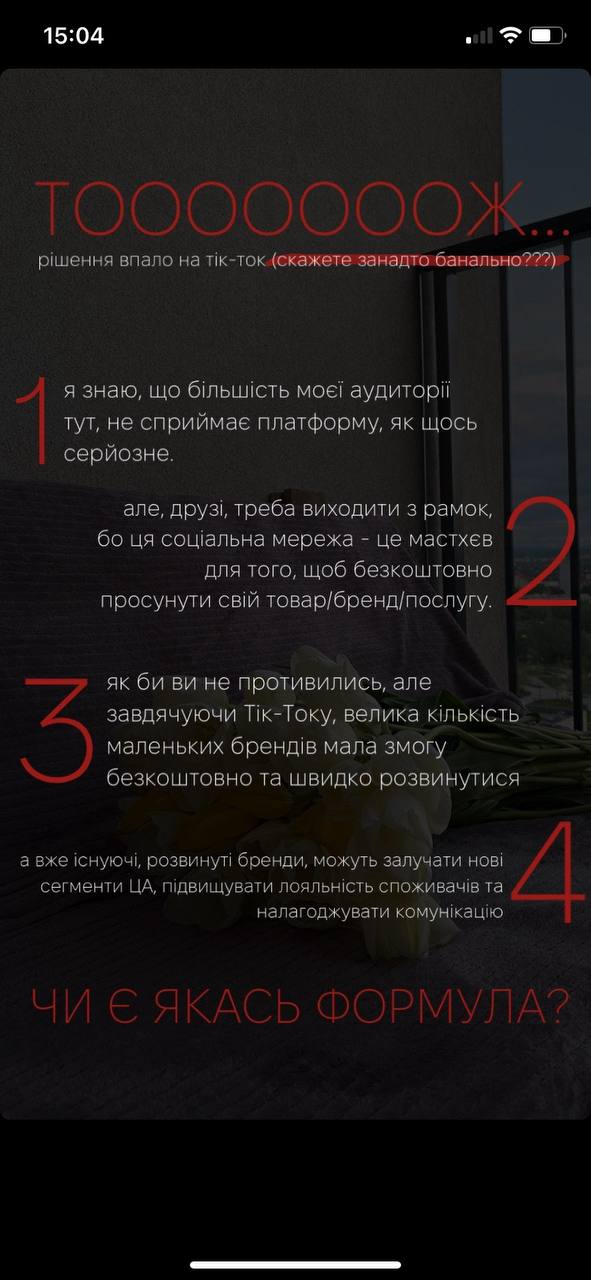 15:04
ТОООООООЖ...
рішення впало на тік-ток (скажете занадто банально???)
1
я знаю, що більшість моєї аудиторії
тут, не сприймає платформу, як щось
серйозне.
2
але, друзі, треба виходити з рамок,
бо ця соціальна мережа - це мастхєв
для того, щоб безкоштовно
просунути свій товар/бренд/послугу.
3
як би ви не противились, але
завдячуючи Тік-Току, велика кількість
маленьких брендів мала змогу
безкоштовно та швидко розвинутися
4
а вже існуючі, розвинуті бренди, можуть залучати нові
сегменти ЦА, підвищувати лояльність споживачів та
налагоджувати комунікацію
ЧИ Є ЯКАСЬ ФОРМУЛА?